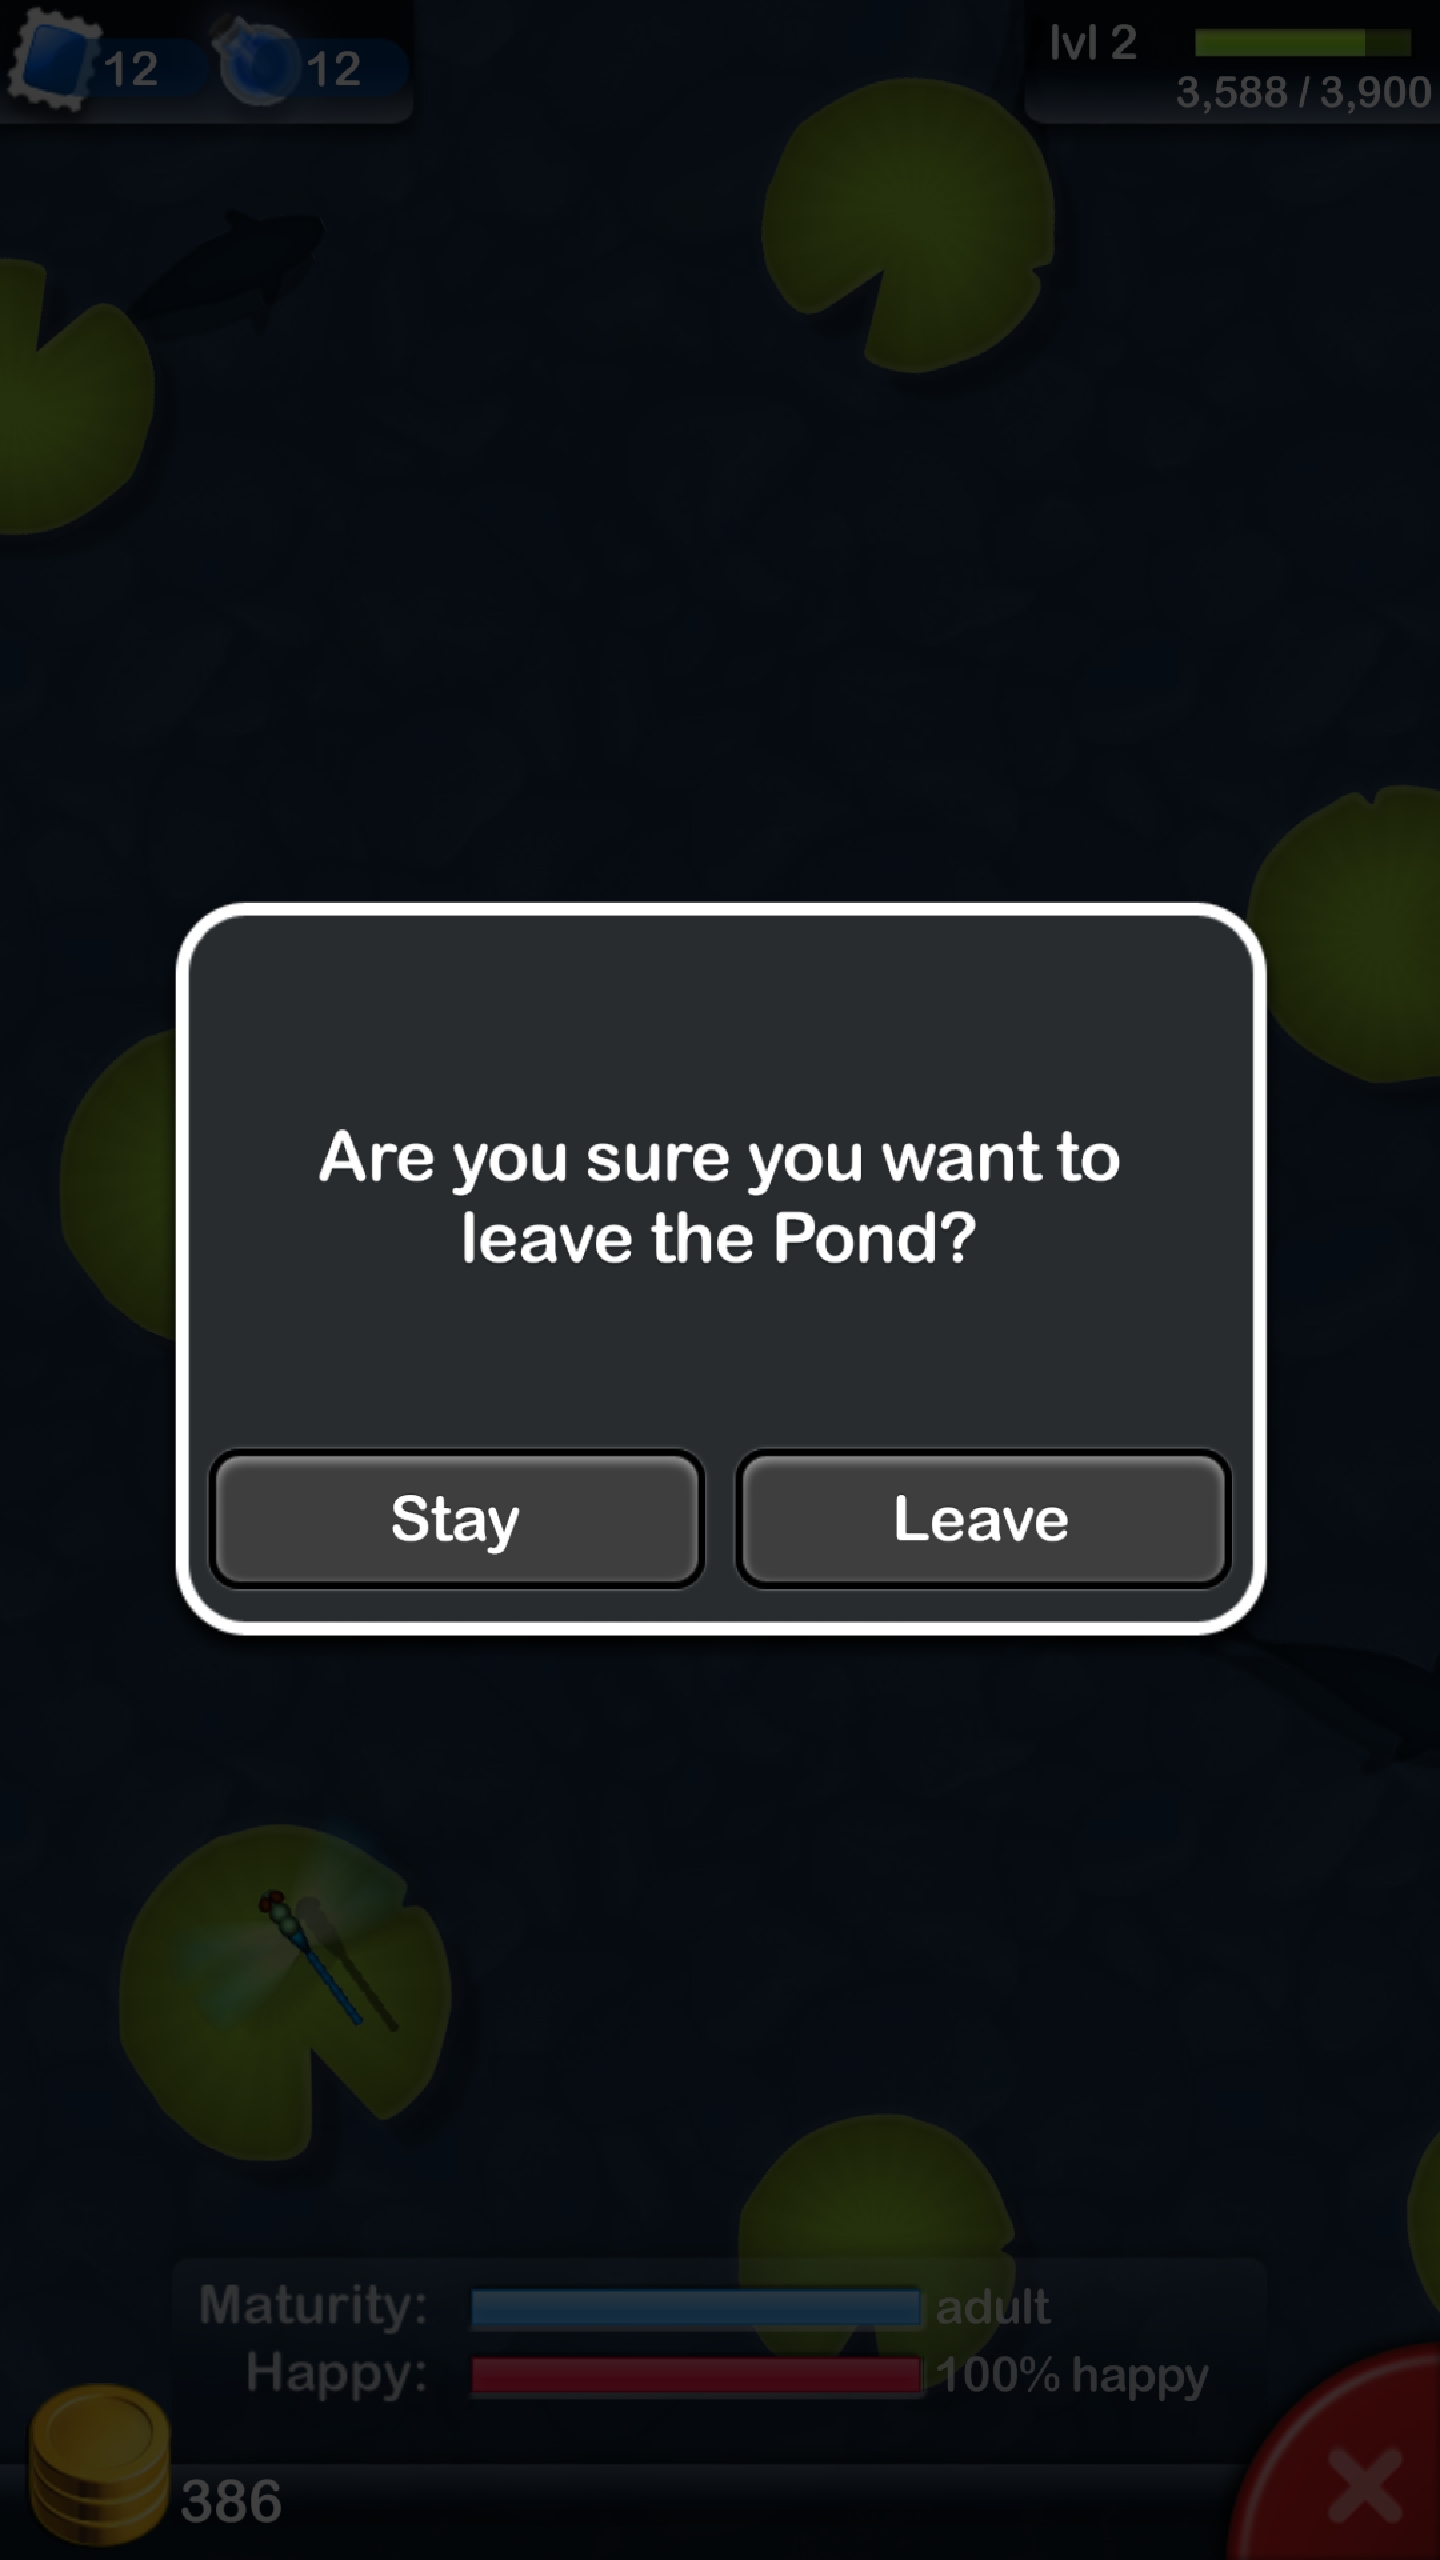 12
12
lvl 2
3,588 / 3,900
Are you sure you want to
leave the Pond?
Stay
Leave
Maturity:
adult
Happy:
100% happy
386